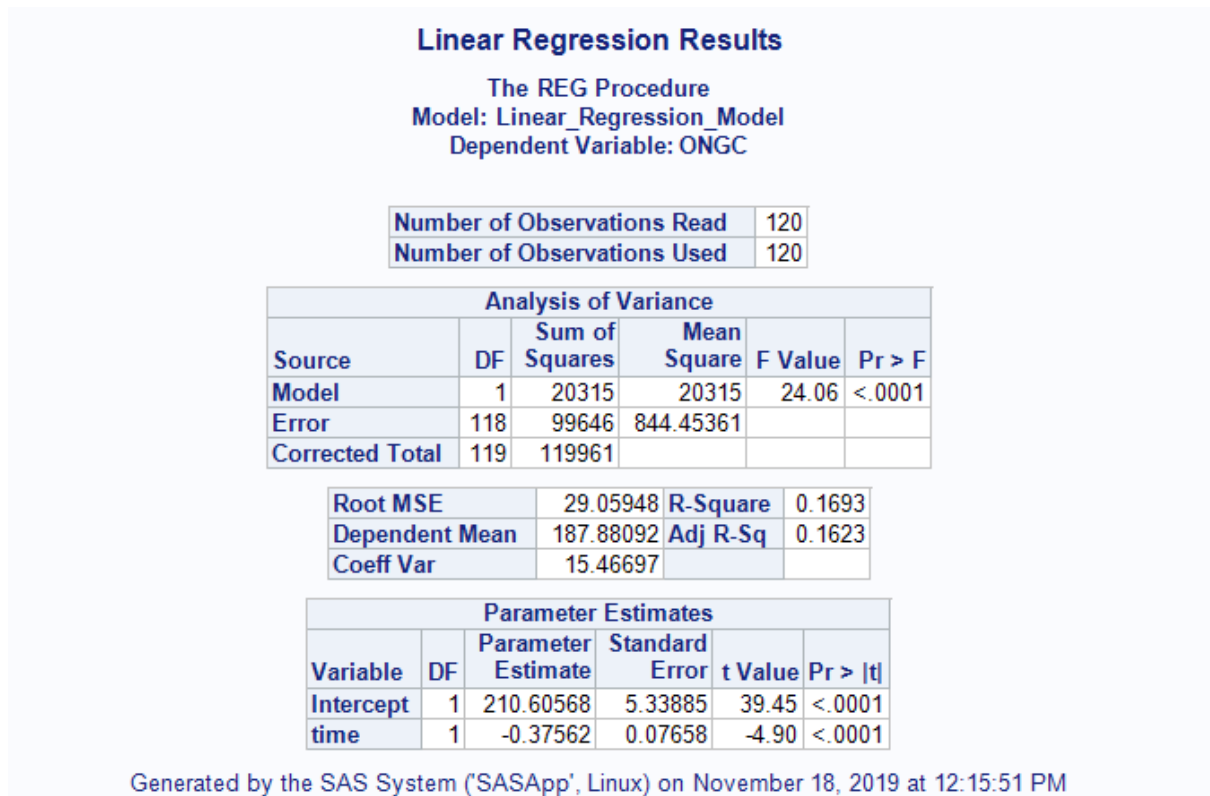 Linear Regression Results
The REG Procedure
Model: Linear_Regression_Model
Dependent Variable: ONGC
Number of Observations Read 120
Number of Observations Used 120
Analysis of Variance
Source DF Sum of Squares Mean Square F Value Pr > F
Model 1 20315 20315 24.06 <.0001
Error 118 99646 844.45361
Corrected Total 119 119961
Root MSE 29.05948 R-Square 0.1693
Dependent Mean 187.88092 Adj R-Sq 0.1623
Coeff Var 15.46697
Parameter Estimates
Variable DF Parameter Estimate Standard Error t Value Pr > |t|
Intercept 1 210.60568 5.33885 39.45 <.0001
time 1 -0.37562 0.07658 -4.90 <.0001
Generated by the SAS System ('SASApp', Linux) on November 18, 2019 at 12:15:51 PM